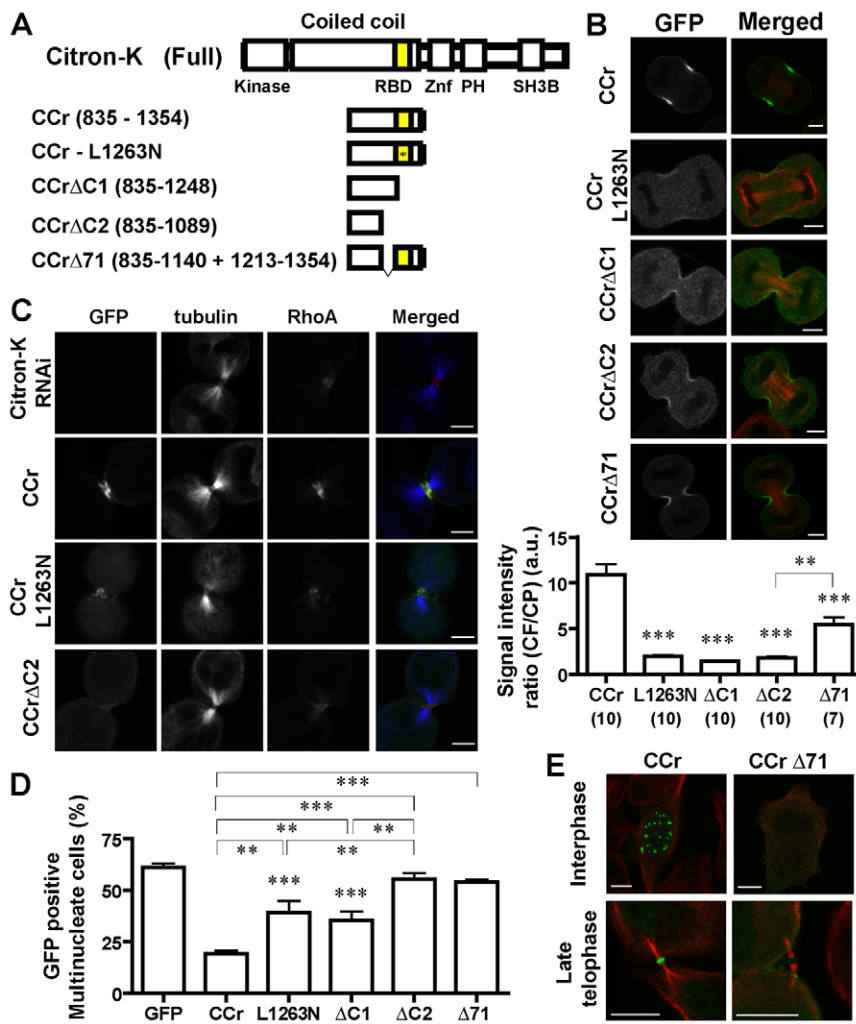 A
Coiled coil
Citron-K (Full)
Kinase RBD Znf PH SH3B
CCr (835 - 1354)
CCr - L1263N
*
CCrΔC1 (835-1248)
CCrΔC2 (835-1089)
CCrΔ71 (835-1140 + 1213-1354)
B
GFP Merged
CCr
CCr L1263N
CCrΔC1
CCrΔC2
CCrΔ71
Signal intensity
ratio (CF/CP) (a.u.)
15
10
5
0
**
*** *** *** ***
CCr L1263N ΔC1 ΔC2 Δ71
(10) (10) (10) (10) (7)
C
GFP tubulin RhoA Merged
Citron-K
RNAi
CCr
CCr
L1263N
CCrΔC2
D
GFP positive
Multinucleate cells (%)
75
50
25
0
***
***
** **
** **
*** ***
GFP CCr L1263N ΔC1 ΔC2 Δ71
E
CCr CCr Δ71
Interphase
Late
telophase